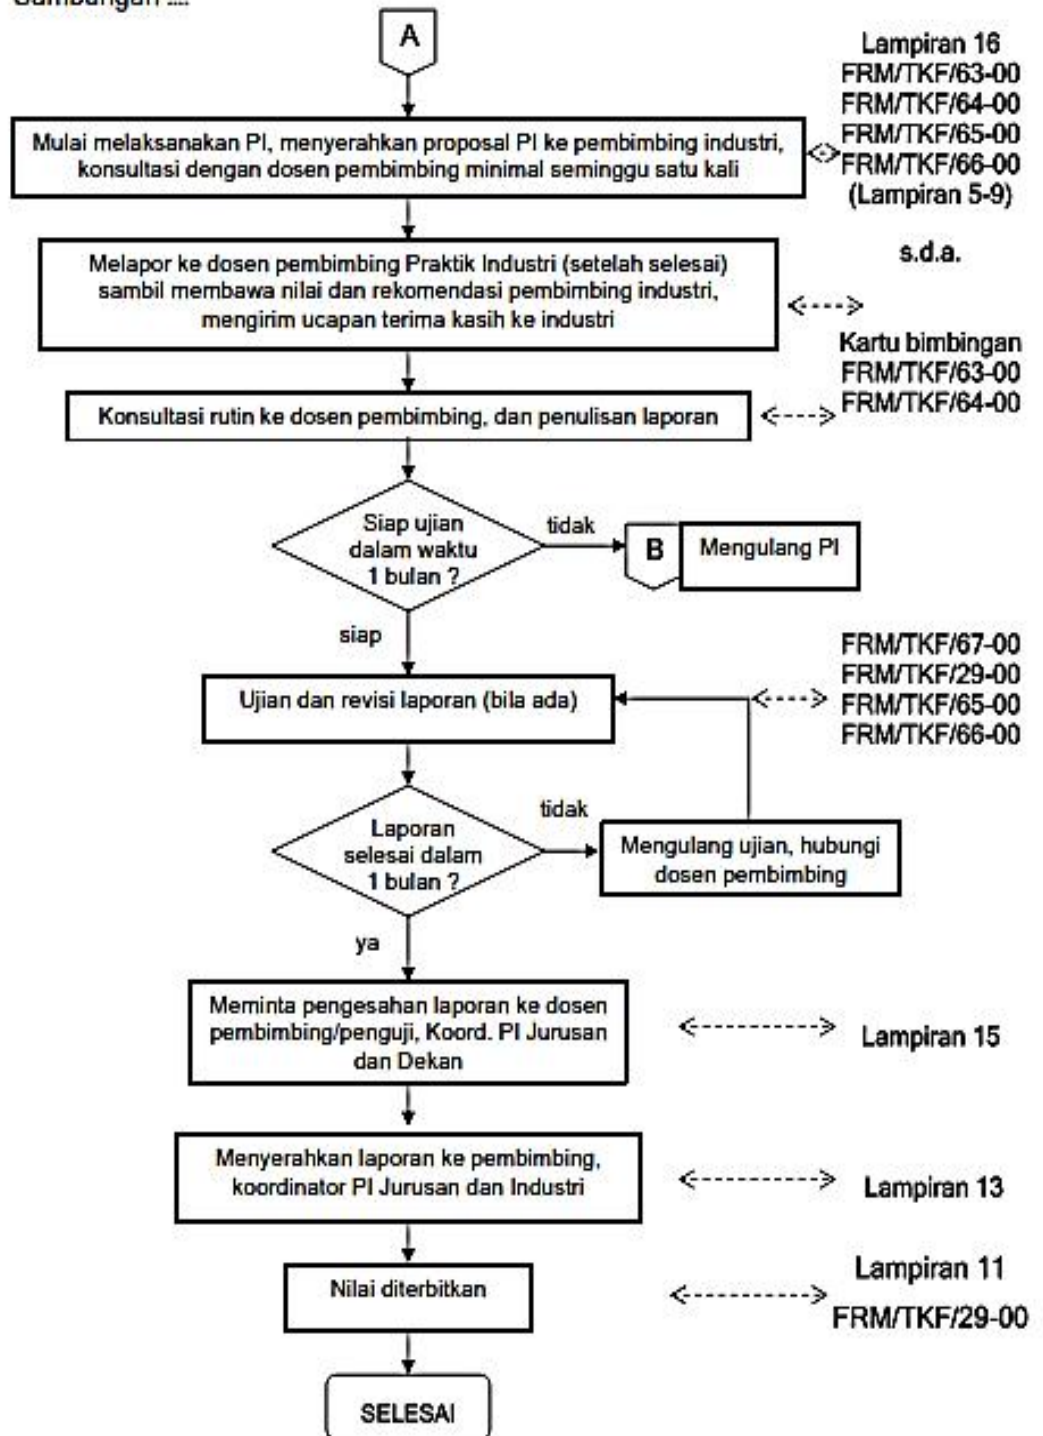 Sambungan ....
A
Lampiran 16
FRM/TKF/63-00
FRM/TKF/64-00
FRM/TKF/65-00
FRM/TKF/66-00
(Lampiran 5-9)
Mulai melaksanakan PI, menyerahkan proposal PI ke pembimbing industri,
konsultasi dengan dosen pembimbing minimal seminggu satu kali
s.d.a.
Melapor ke dosen pembimbing Praktik Industri (setelah selesai)
sambil membawa nilai dan rekomendasi pembimbing industri,
mengirim ucapan terima kasih ke industri
Kartu bimbingan
FRM/TKF/63-00
FRM/TKF/64-00
Konsultasi rutin ke dosen pembimbing, dan penulisan laporan
Siap ujian
dalam waktu
1 bulan ?
tidak
B
Mengulang PI
siap
FRM/TKF/67-00
FRM/TKF/29-00
FRM/TKF/65-00
FRM/TKF/66-00
Ujian dan revisi laporan (bila ada)
Laporan
selesai dalam
1 bulan ?
tidak
Mengulang ujian, hubungi
dosen pembimbing
ya
Meminta pengesahan laporan ke dosen
pembimbing/penguji, Koord. PI Jurusan
dan Dekan
Lampiran 15
Menyerahkan laporan ke pembimbing,
koordinator PI Jurusan dan Industri
Lampiran 13
Nilai diterbitkan
Lampiran 11
FRM/TKF/29-00
SELESAI